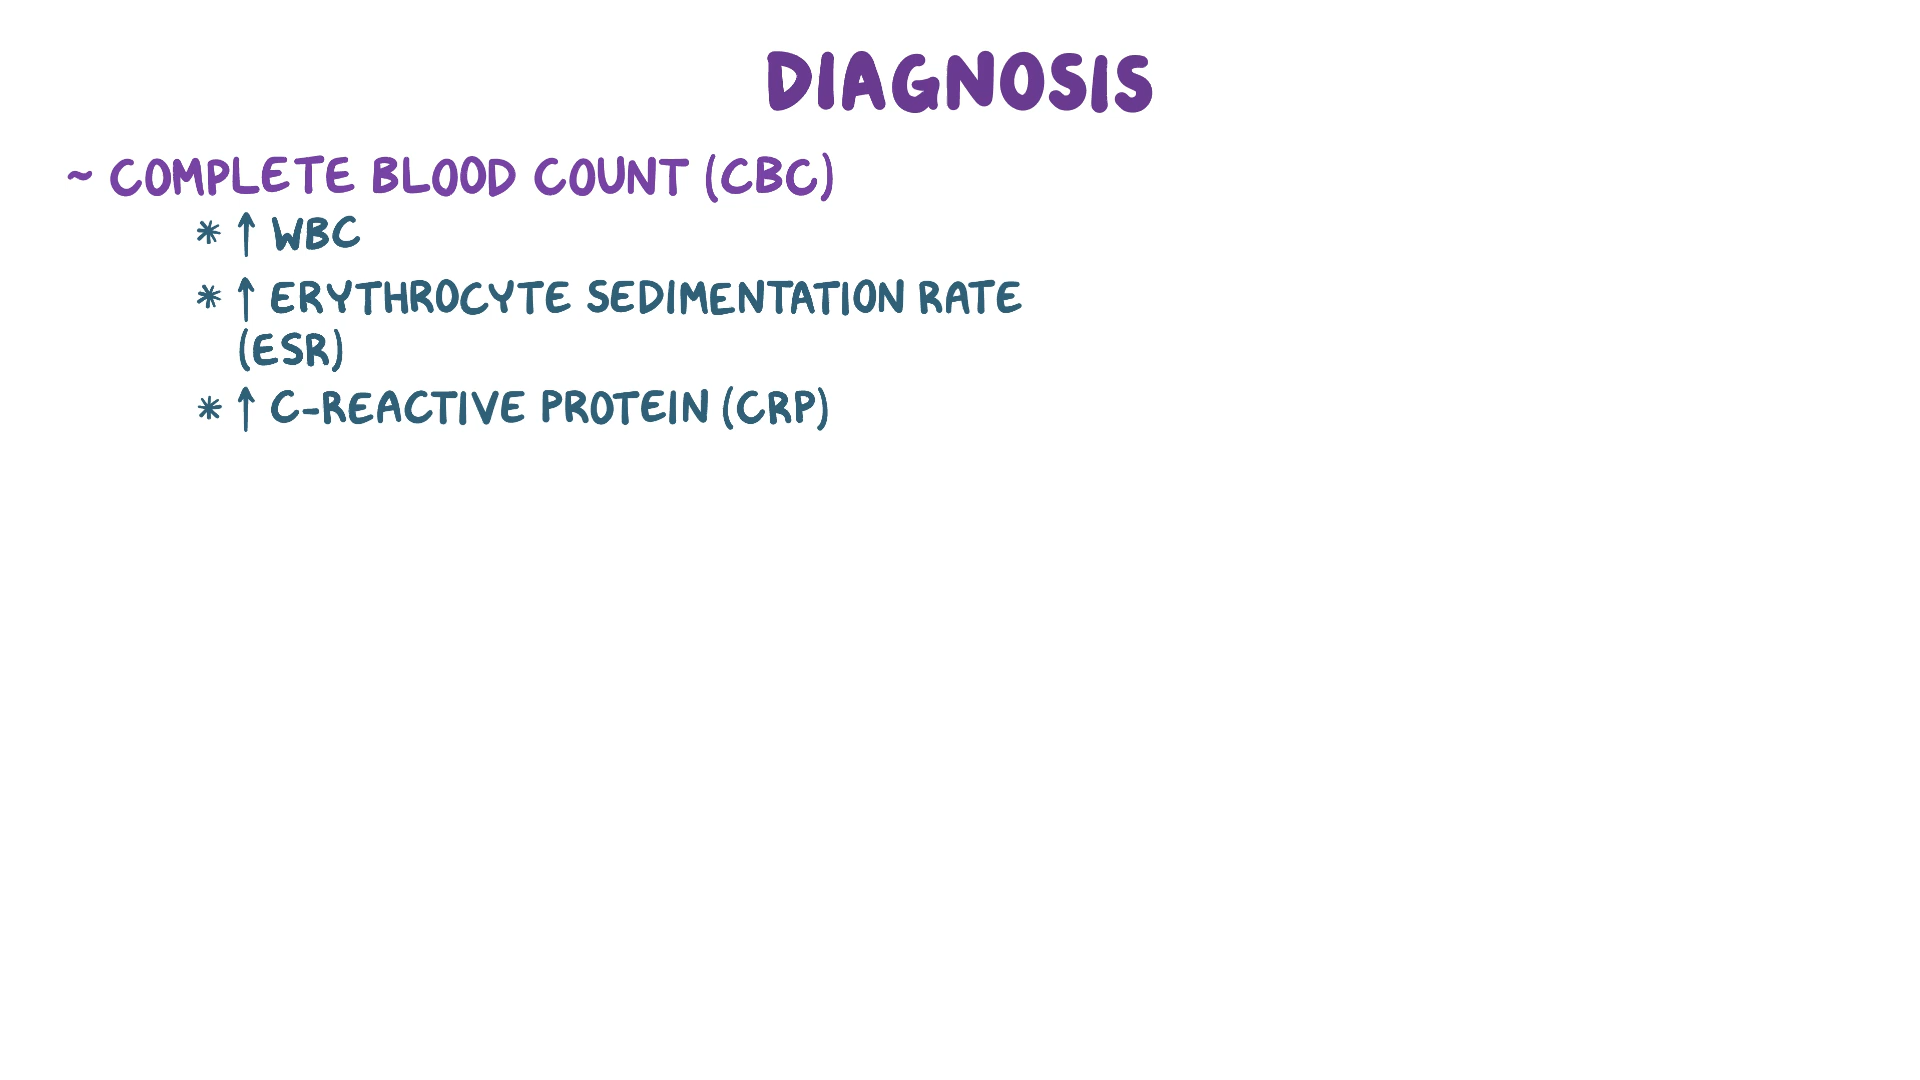 DIAGNOSIS
~ COMPLETE BLOOD COUNT (CBC)
* ↑ WBC
* ↑ ERYTHROCYTE SEDIMENTATION RATE
(ESR)
* ↑ C-REACTIVE PROTEIN (CRP)